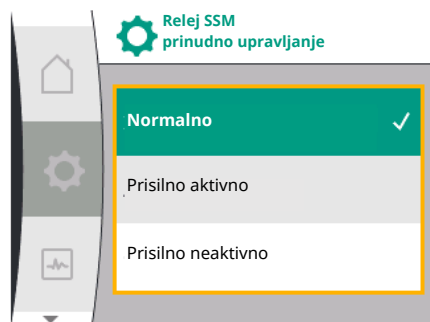 Relej SSM
prinudno upravljanje
Normalno
Prisilno aktivno
Prisilno neaktivno